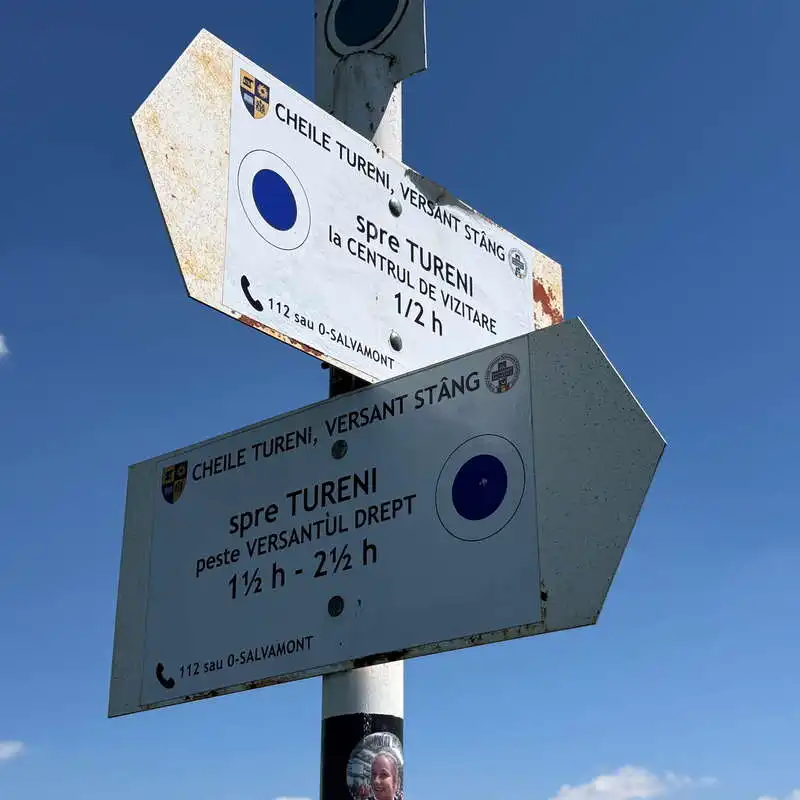 CHEILE TURENI, VERSANT STÂNG
spre TURENI
la CENTRUL DE VIZITARE
1/2 h
112 sau 0-SALVAMONT
CHEILE TURENI, VERSANT STÂNG
spre TURENI
peste VERSANTUL DREPT
1½ h - 2½ h
112 sau 0-SALVAMONT